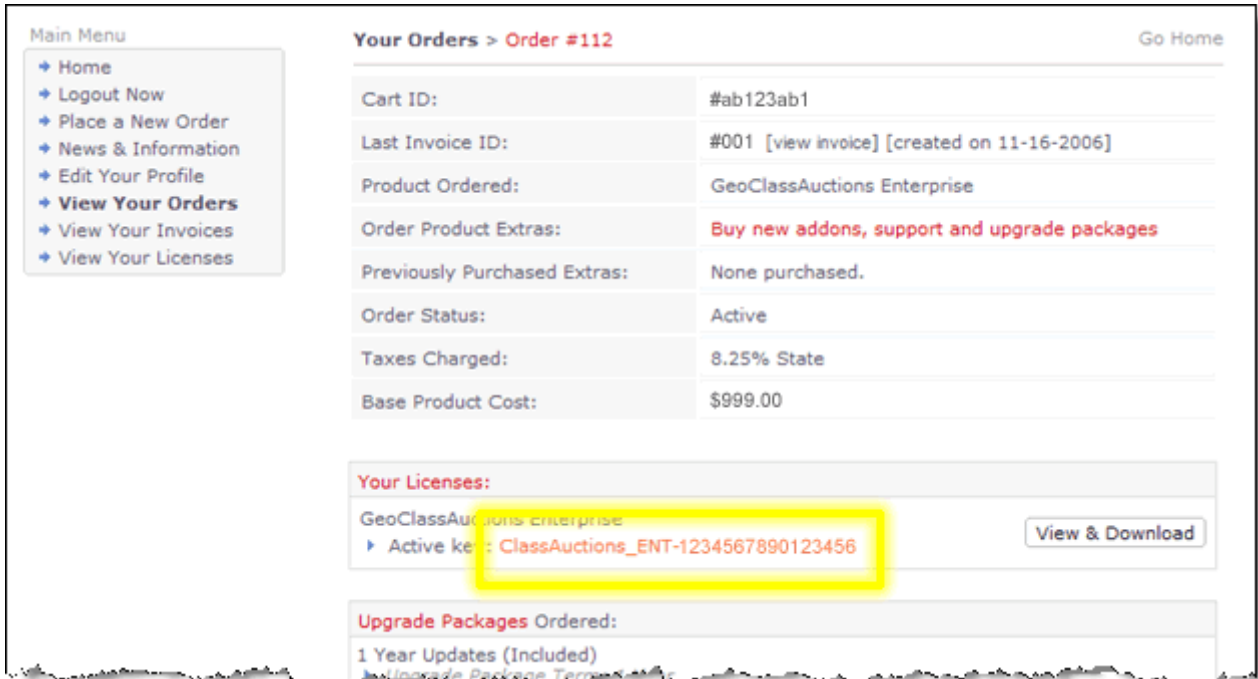 Main Menu
Home
Logout Now
Place a New Order
News & Information
Edit Your Profile
View Your Orders
View Your Invoices
View Your Licenses
Your Orders > Order #112
Go Home
Cart ID: #ab123ab1
Last Invoice ID: #001 [view invoice] [created on 11-16-2006]
Product Ordered: GeoClassAuctions Enterprise
Order Product Extras: Buy new addons, support and upgrade packages
Previously Purchased Extras: None purchased.
Order Status: Active
Taxes Charged: 8.25% State
Base Product Cost: $999.00
Your Licenses:
GeoClassAuctions Enterprise
Active key: ClassAuctions_ENT-1234567890123456
View & Download
Upgrade Packages Ordered:
1 Year Updates (Included)
Upgrade Package Term